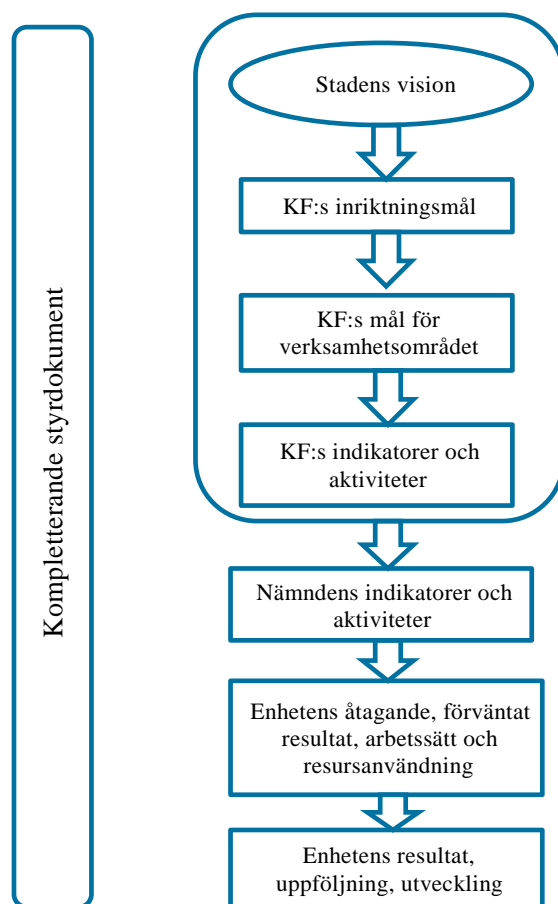 Kompletterande styrdokument
Stadens vision
KF:s inriktningsmål
KF:s mål för
verksamhetsområdet
KF:s indikatorer och
aktiviteter
Nämndens indikatorer och
aktiviteter
Enhetens åtagande, förväntat
resultat, arbetssätt och
resursanvändning
Enhetens resultat,
uppföljning, utveckling